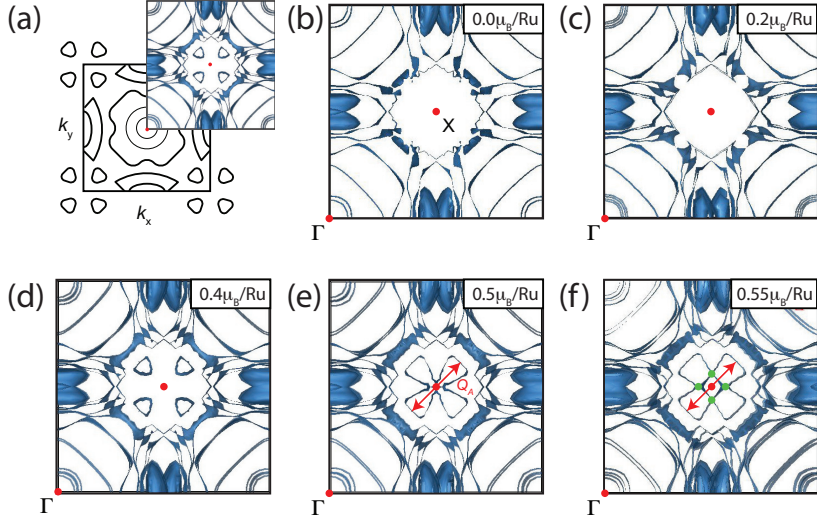 (a)
k_y
k_x
(b)
0.0μ_B/Ru
X
Γ
(c)
0.2μ_B/Ru
Γ
(d)
0.4μ_B/Ru
Γ
(e)
0.5μ_B/Ru
Q_A
Γ
(f)
0.55μ_B/Ru
Γ